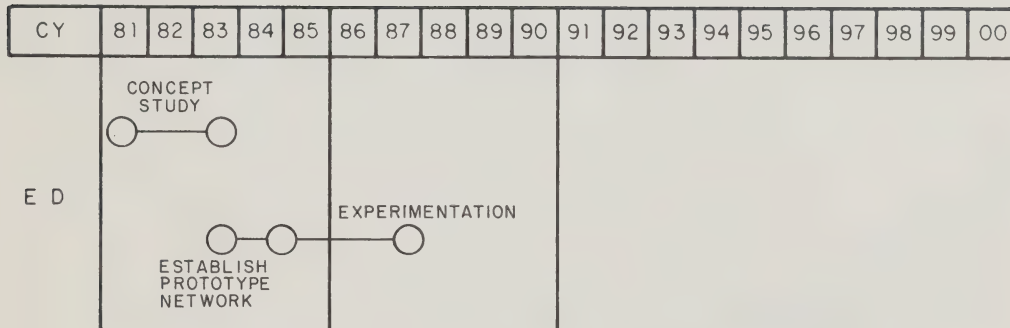 CY 81 82 83 84 85 86 87 88 89 90 91 92 93 94 95 96 97 98 99 00
CONCEPT
STUDY
E D
EXPERIMENTATION
ESTABLISH
PROTOTYPE
NETWORK